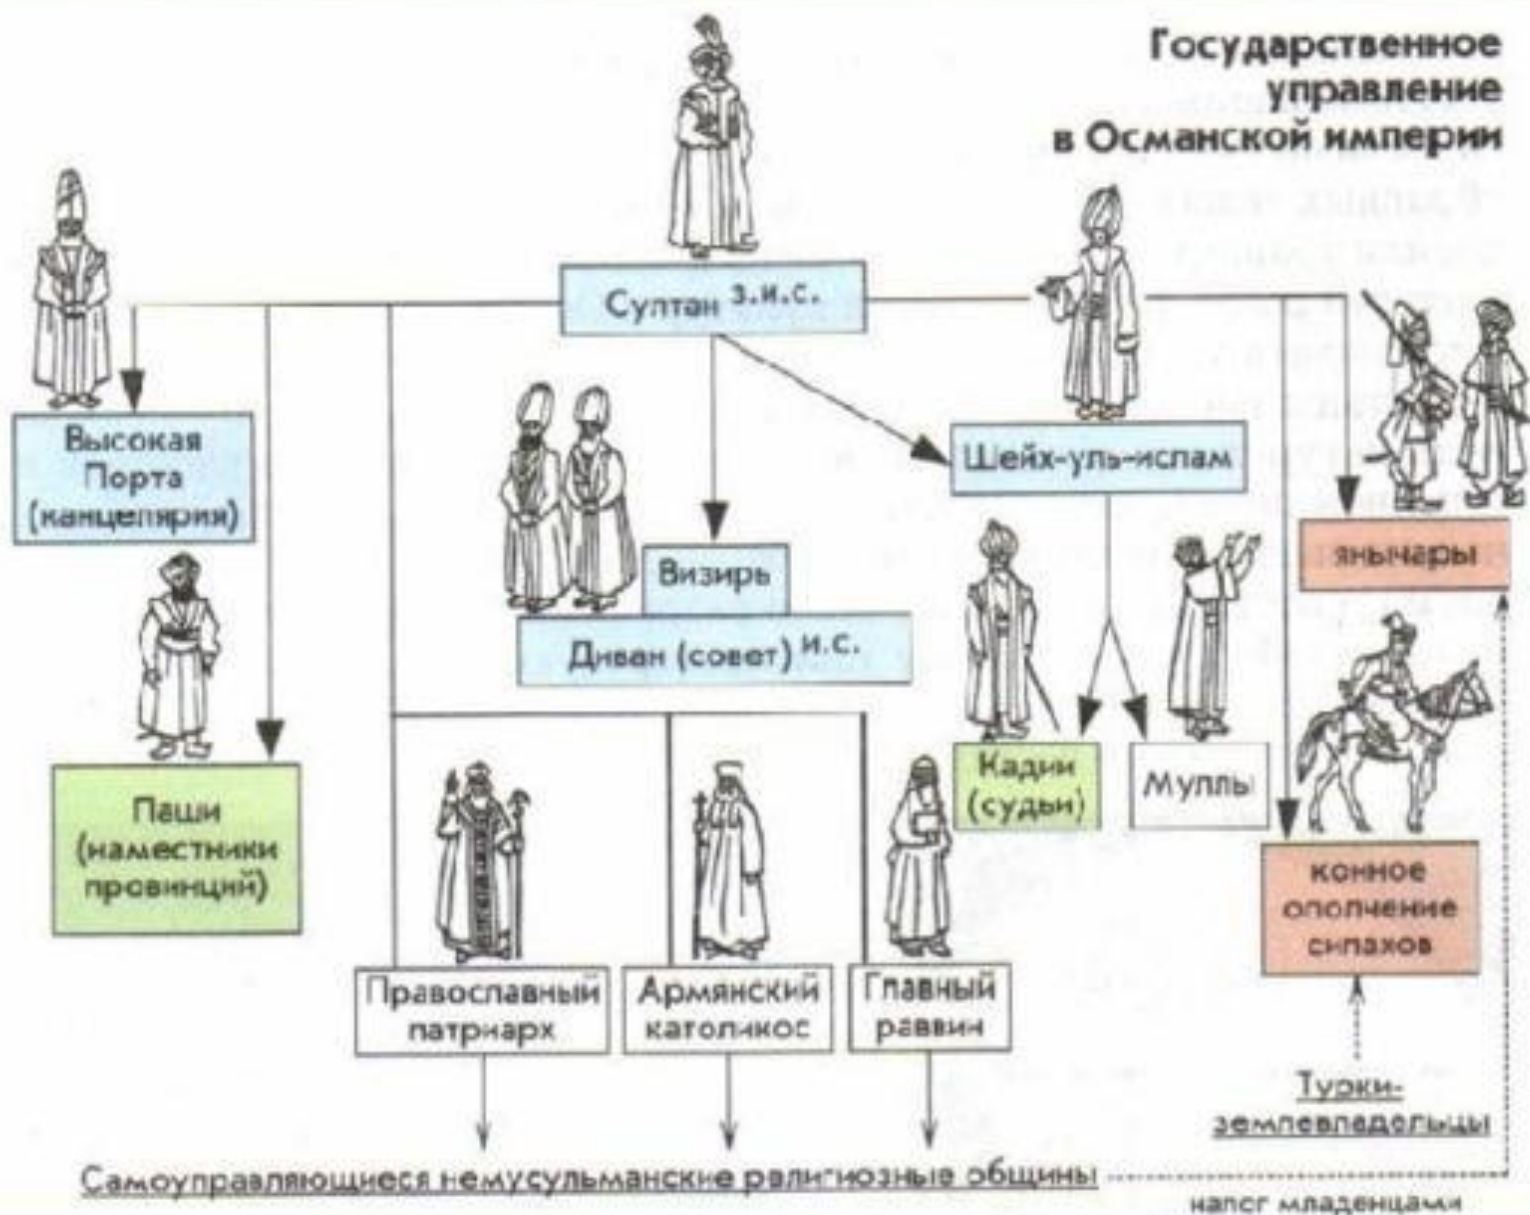 Государственное
управление
в Османской империи
Султан з.и.с.
Высокая
Порта
(канцелярия)
Шейх-уль-ислам
Визирь
Диван (совет) и.с.
янычары
Паши
(наместники
провинций)
Кадии
(судьи)
Муллы
конное
ополчение
сипахов
Православный
патриарх
Армянский
католикос
Главный
раввин
Турки-
землевладельцы
Самоуправляющиеся немусульманские религиозные общины
налог младенцами